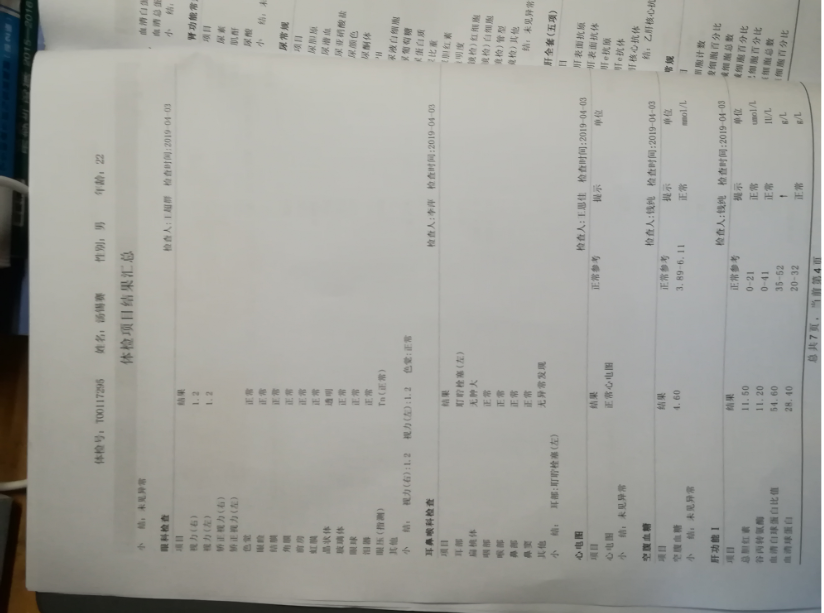 体检号: T00117295 姓名: 汤锡赛 性别: 男 年龄: 22
体检项目结果汇总
小 结: 未见异常
眼科检查 检查人:王超群 检查时间:2019-04-03
项目 结果
视力(右) 1.2
视力(左) 1.2
矫正视力(右)
矫正视力(左)
色觉 正常
眼睑 正常
结膜 正常
角膜 正常
前房 正常
虹膜 正常
晶状体 透明
玻璃体 正常
眼球 正常
泪器 正常
眼压(指测) Tn(正常)
其他
小 结: 视力(右):1.2 视力(左):1.2 色觉:正常
耳鼻喉科检查 检查人:李萍 检查时间:2019-04-03
项目 结果
耳部 耵聍栓塞(左)
扁桃体 无肿大
咽部 正常
喉部 正常
鼻部 正常
鼻窦 正常
其他 无异常发现
小 结: 耳部:耵聍栓塞(左)
心电图 检查人:王思佳 检查时间:2019-04-03
项目 结果 正常参考 提示 单位
心电图 正常心电图
小 结: 未见异常
空腹血糖 检查人:钱纯 检查时间:2019-04-03
项目 结果 正常参考 提示 单位
空腹血糖 4.60 3.89-6.11 正常 mmol/L
小 结: 未见异常
肝功能1 检查人:钱纯 检查时间:2019-04-03
项目 结果 正常参考 提示 单位
总胆红素 11.50 0-21 正常 umol/L
谷丙转氨酶 11.20 0-41 正常 IU/L
血清白球蛋白比值 54.60 35-52 ↑ g/L
血清球蛋白 28.40 20-32 正常 g/L
总共7页, 当前第4页
血清白蛋
血清总蛋
小 结:
肾功能常
项目
尿素
肌酐
尿酸
小 结: 未
尿常规
项目
尿胆原
尿潜血
尿亚硝酸盐
尿颜色
尿酮体
尿液白细胞
尿葡萄糖
尿蛋白质
尿比重
(镜检)红细胞
(镜检)白细胞
(镜检)管型
(镜检)其他
结: 未见异常
肝全套(五项)
肝表面抗原
肝表面抗体
肝e抗原
肝e抗体
肝核心抗体
结: 乙肝核心抗
常规
细胞计数
细胞百分比
细胞总数
细胞百分比
细胞百分比
细胞总数
细胞百分比